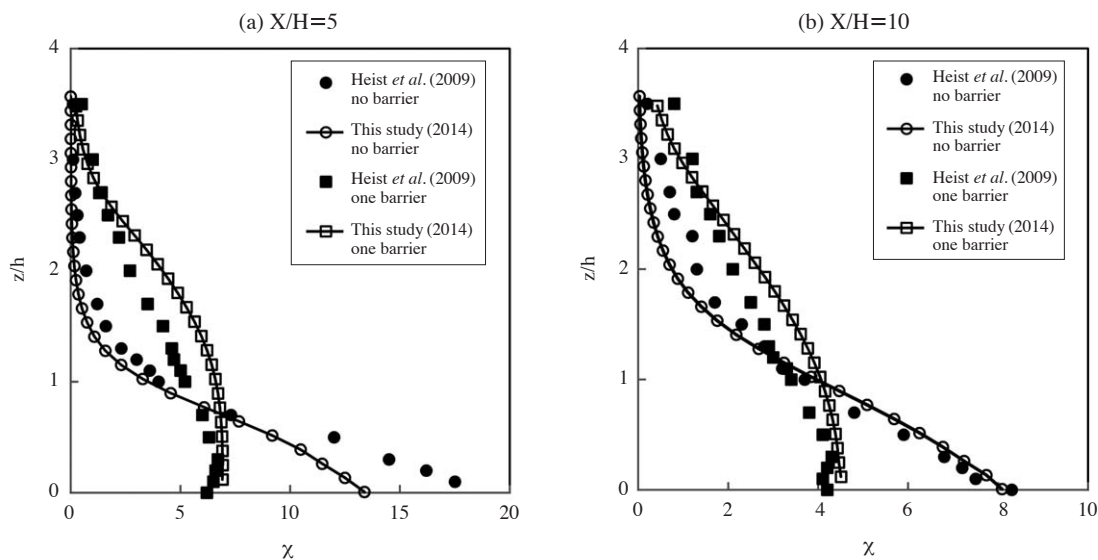 (a) X/H=5
4
3
2
1
0
z/h
0
5
10
15
20
χ
Heist et al. (2009)
no barrier
This study (2014)
no barrier
Heist et al. (2009)
one barrier
This study (2014)
one barrier
(b) X/H=10
4
3
2
1
0
z/h
0
2
4
6
8
10
χ
Heist et al. (2009)
no barrier
This study (2014)
no barrier
Heist et al. (2009)
one barrier
This study (2014)
one barrier